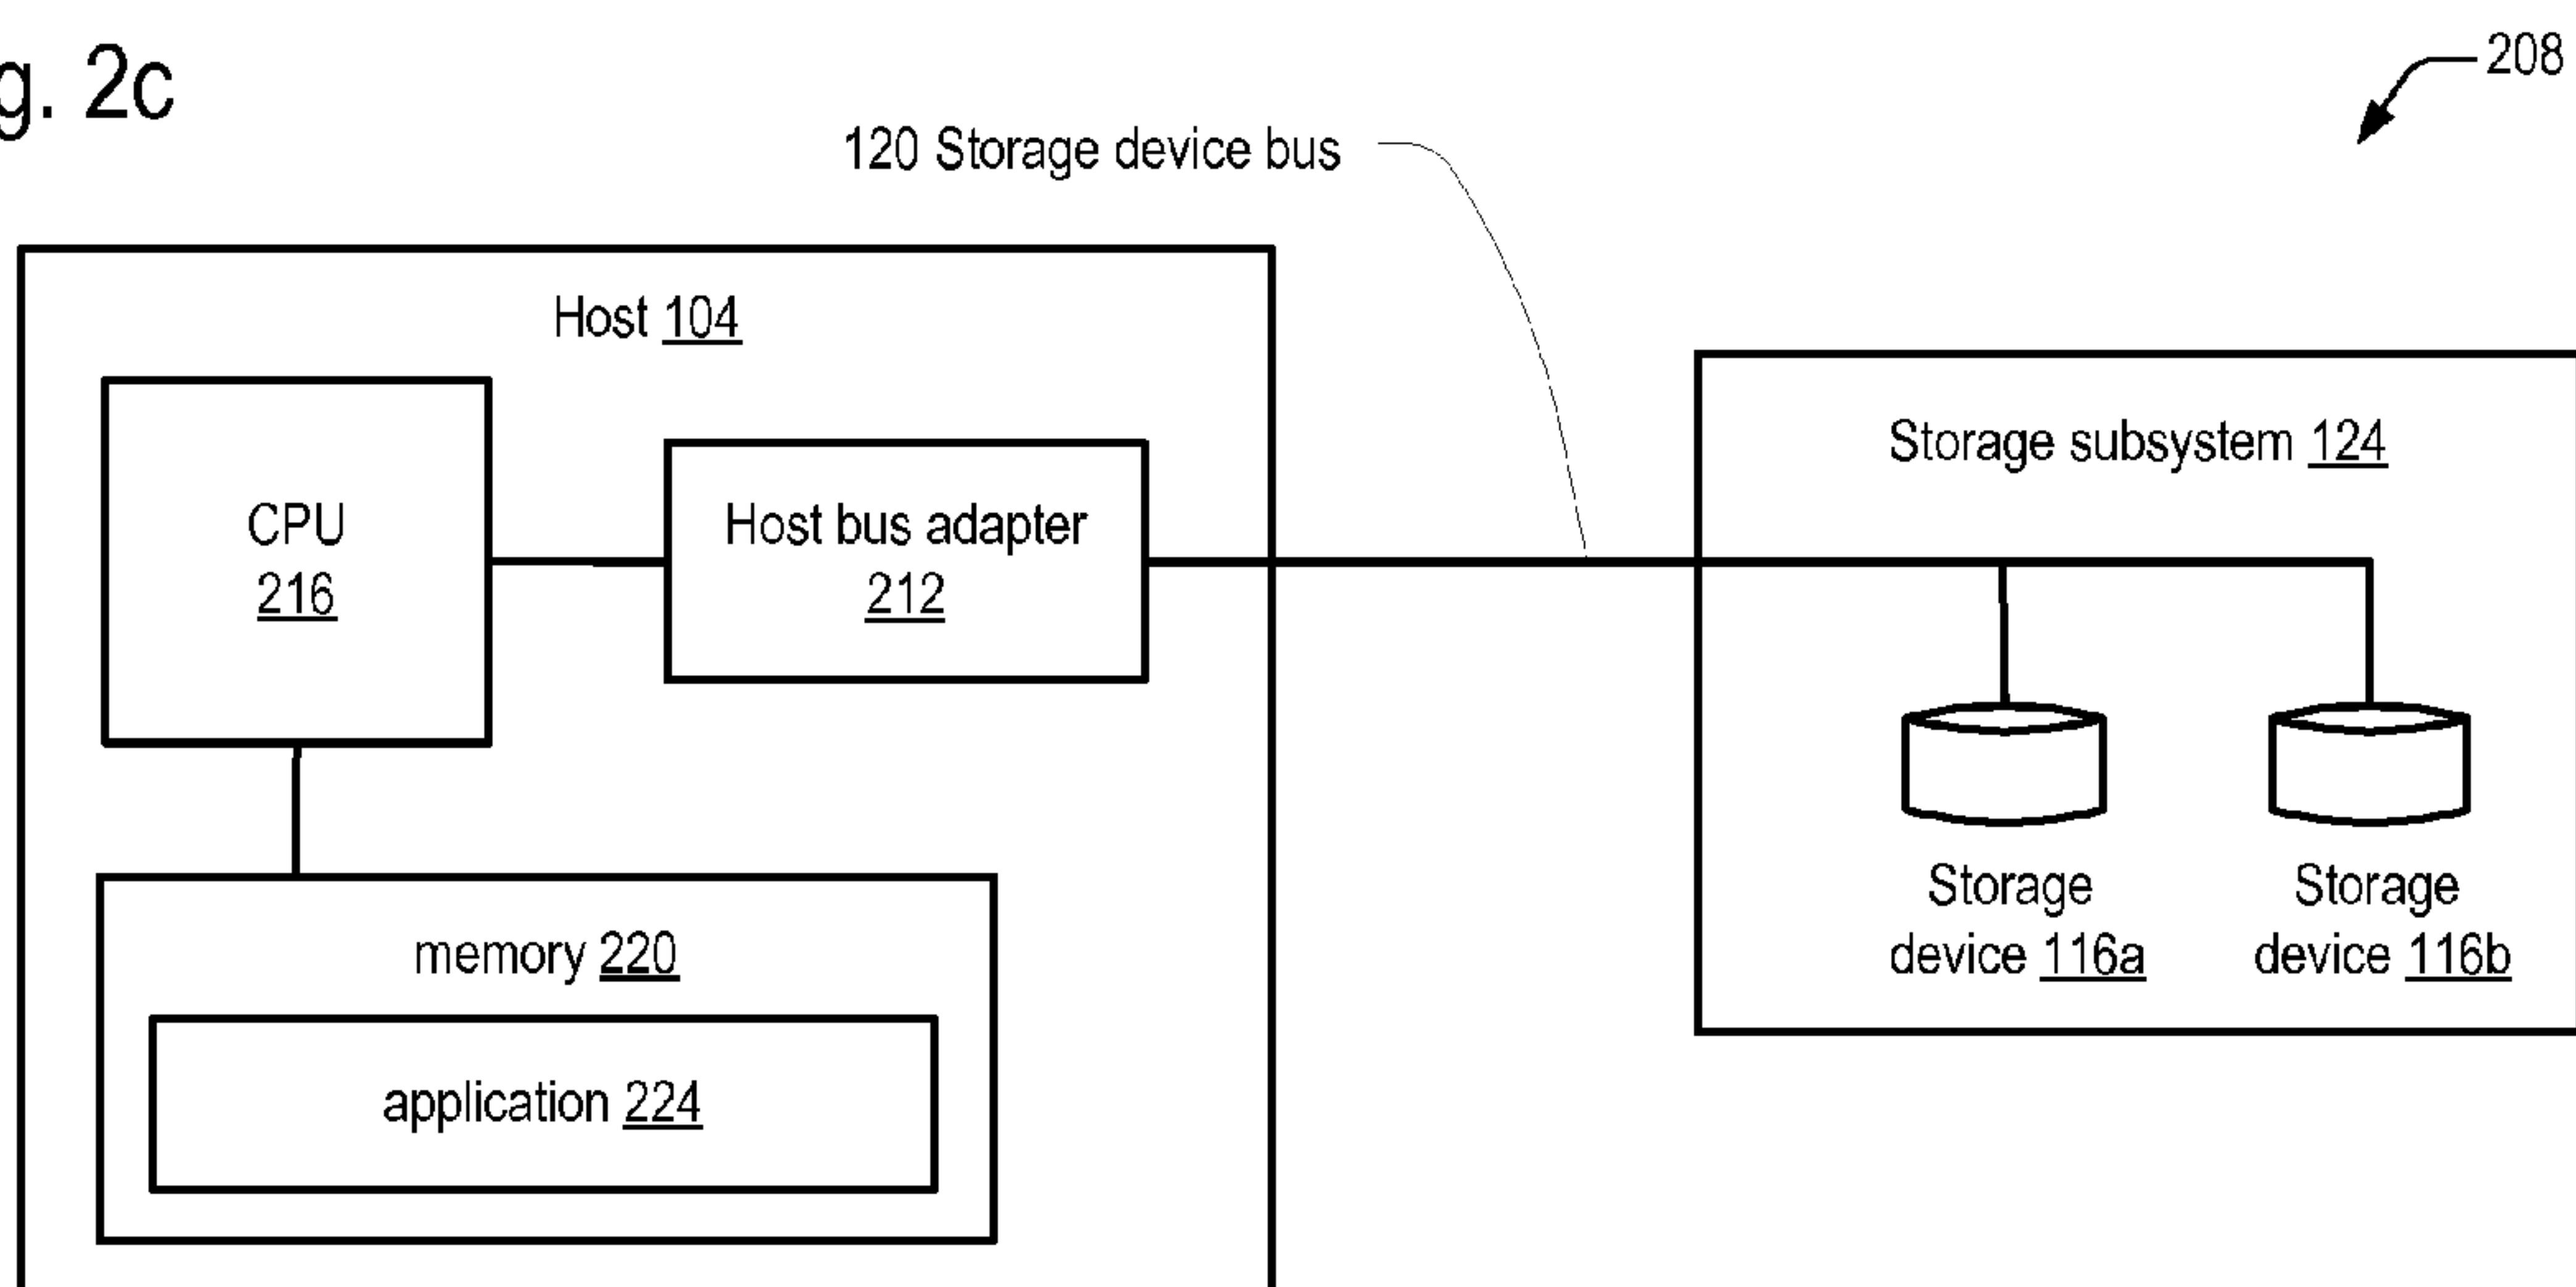 g. 2c
208
120 Storage device bus
Host 104
Storage subsystem 124
CPU
216
Host bus adapter
212
Storage
device 116a
Storage
device 116b
memory 220
application 224